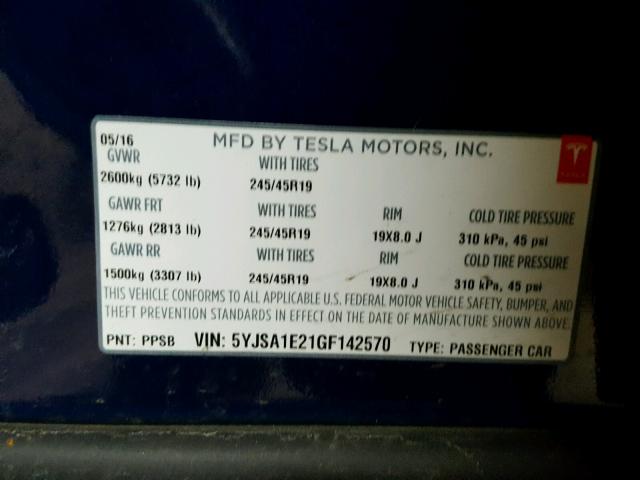 05/16 MFD BY TESLA MOTORS, INC.
GVWR WITH TIRES
2600kg (5732 lb) 245/45R19
GAWR FRT WITH TIRES RIM COLD TIRE PRESSURE
1276kg (2813 lb) 245/45R19 19X8.0 J 310 kPa, 45 psi
GAWR RR WITH TIRES RIM COLD TIRE PRESSURE
1500kg (3307 lb) 245/45R19 19X8.0 J 310 kPa, 45 psi
THIS VEHICLE CONFORMS TO ALL APPLICABLE U.S. FEDERAL MOTOR VEHICLE SAFETY, BUMPER, AND
THEFT PREVENTION STANDARDS IN EFFECT ON THE DATE OF MANUFACTURE SHOWN ABOVE.
PNT: PPSB VIN: 5YJSA1E21GF142570 TYPE: PASSENGER CAR
TESLA